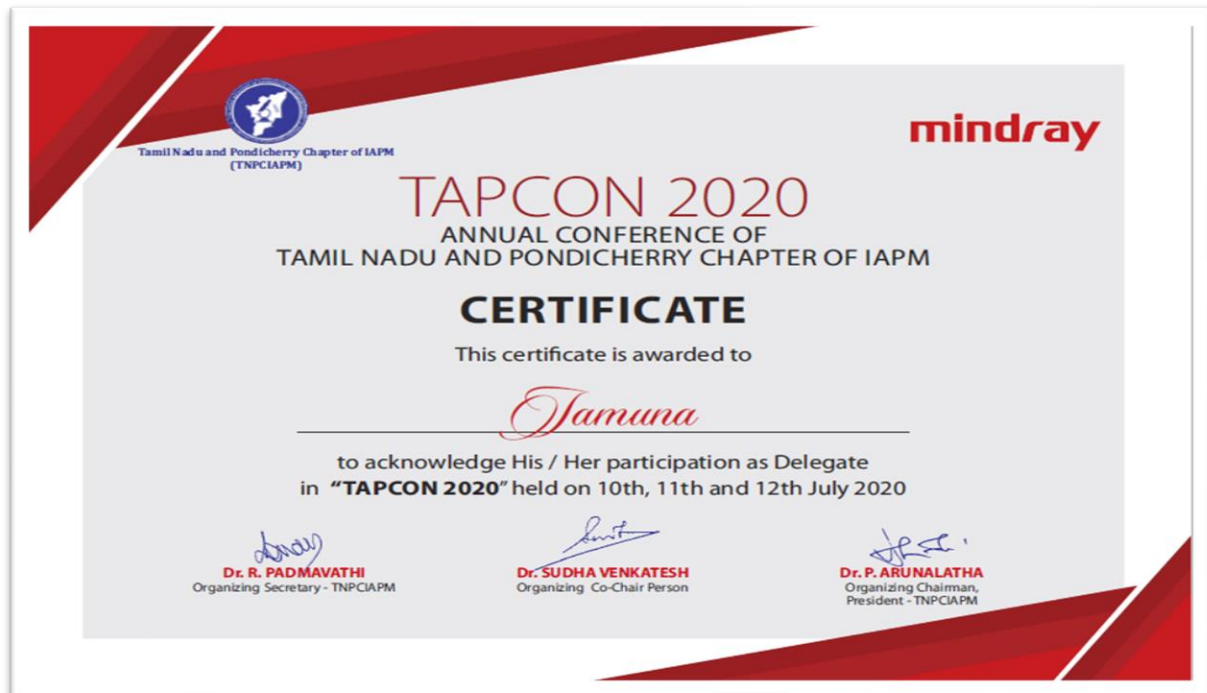 Tamil Nadu and Pondicherry Chapter of IAPM
(TNPCIAPM)
mindray
TAPCON 2020
ANNUAL CONFERENCE OF
TAMIL NADU AND PONDICHERRY CHAPTER OF IAPM
CERTIFICATE
This certificate is awarded to
Jamuna
to acknowledge His / Her participation as Delegate
in “TAPCON 2020” held on 10th, 11th and 12th July 2020
Dr. R. PADMAVATHI
Organizing Secretary - TNPCIAPM
Dr. SUDHA VENKATESH
Organizing Co-Chair Person
Dr. P. ARUNALATHA
Organizing Chairman,
President - TNPCIAPM